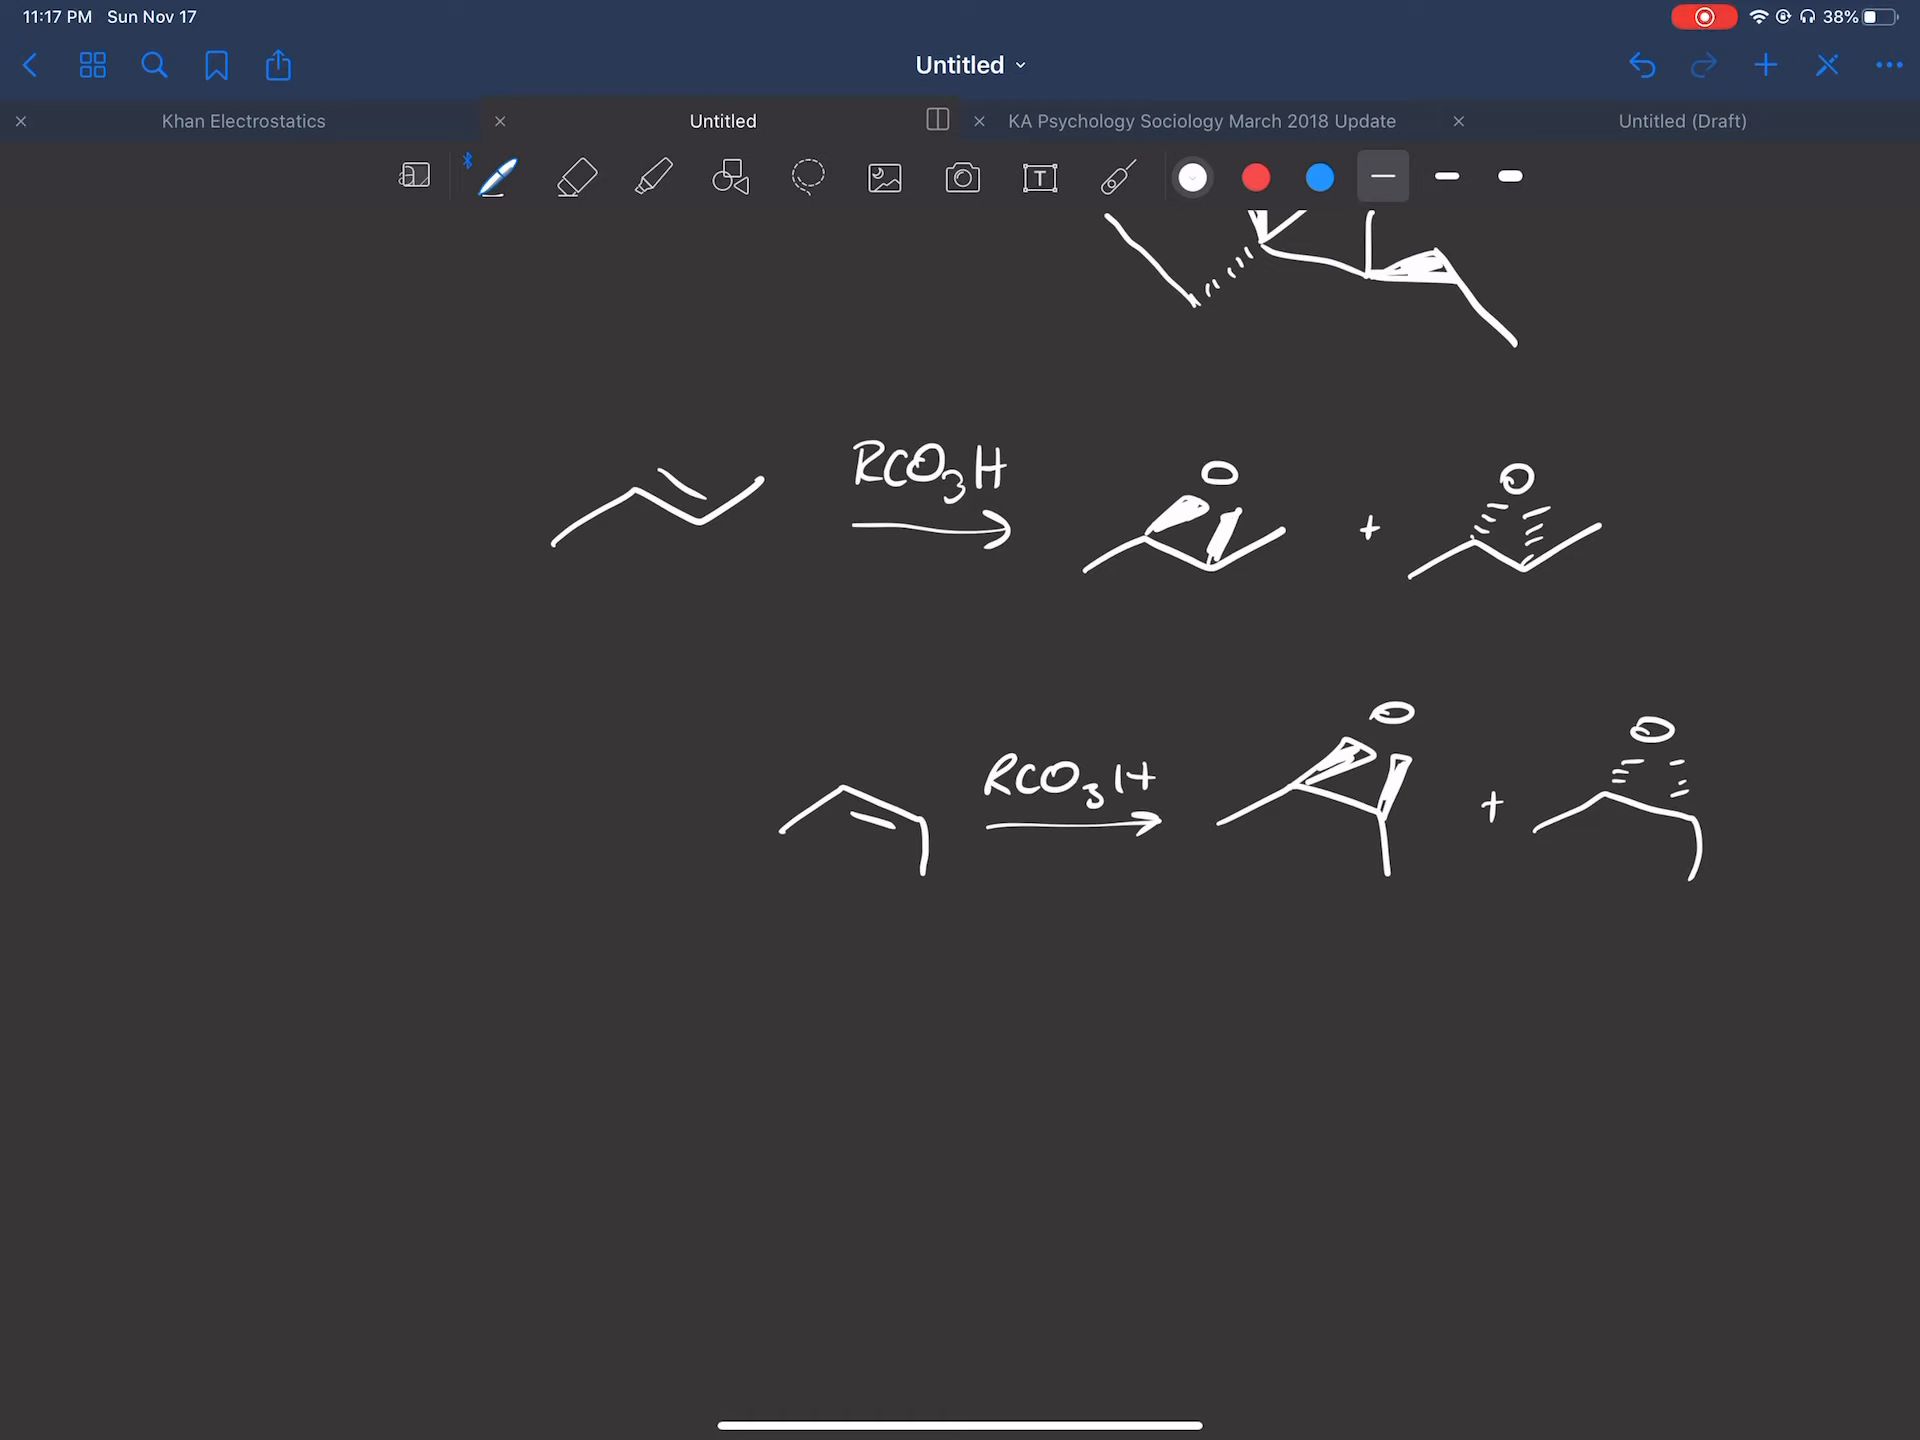 11:17 PM Sun Nov 17
38%
Untitled
Khan Electrostatics
Untitled
KA Psychology Sociology March 2018 Update
Untitled (Draft)
T
RCO₃H
O
O
+
RCO₃H
O
O
+